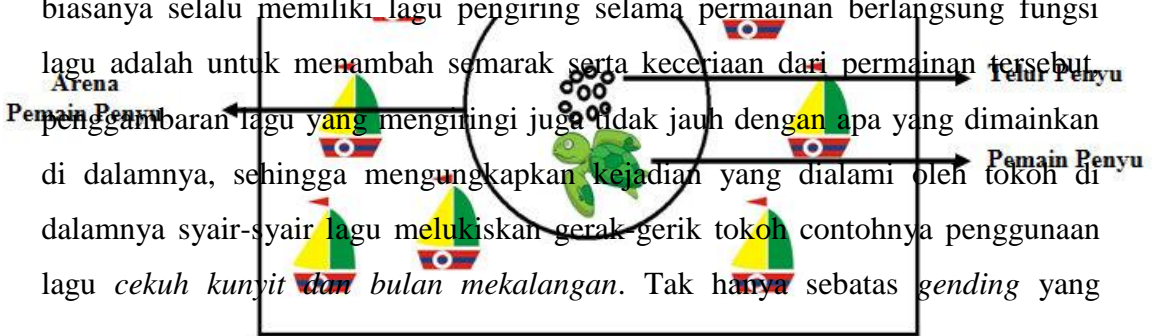 biasanya selalu memiliki lagu pengiring selama permainan berlangsung fungsi
lagu adalah untuk menambah semarak serta keceriaan dari permainan tersebut,
Arena
Pemain Penyu
Telur Penyu
penggambaran lagu yang mengiringi juga tidak jauh dengan apa yang dimainkan
Pemain Penyu
di dalamnya, sehingga mengungkapkan kejadian yang dialami oleh tokoh di
dalamnya syair-syair lagu melukiskan gerak-gerik tokoh contohnya penggunaan
lagu cekuh kunyit dan bulan mekalangan. Tak hanya sebatas gending yang